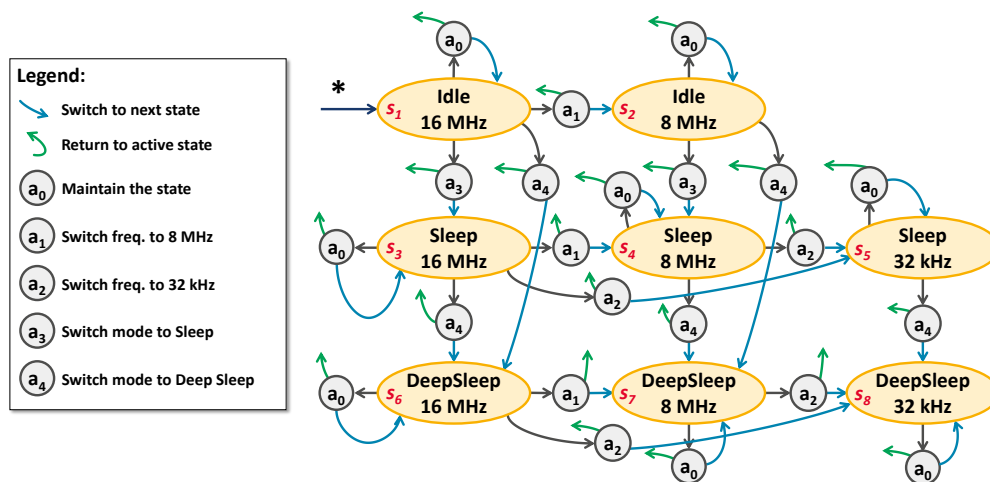 Legend:
Switch to next state
Return to active state
a0 Maintain the state
a1 Switch freq. to 8 MHz
a2 Switch freq. to 32 kHz
a3 Switch mode to Sleep
a4 Switch mode to Deep Sleep
a0
a0
*
s1 Idle
16 MHz
a1
s2 Idle
8 MHz
a3
a4
a3
a4
a0
a0
a0
s3 Sleep
16 MHz
a1
s4 Sleep
8 MHz
a2
s5 Sleep
32 kHz
a2
a4
a4
a4
a0
s6 DeepSleep
16 MHz
a1
s7 DeepSleep
8 MHz
a2
s8 DeepSleep
32 kHz
a2
a0
a0